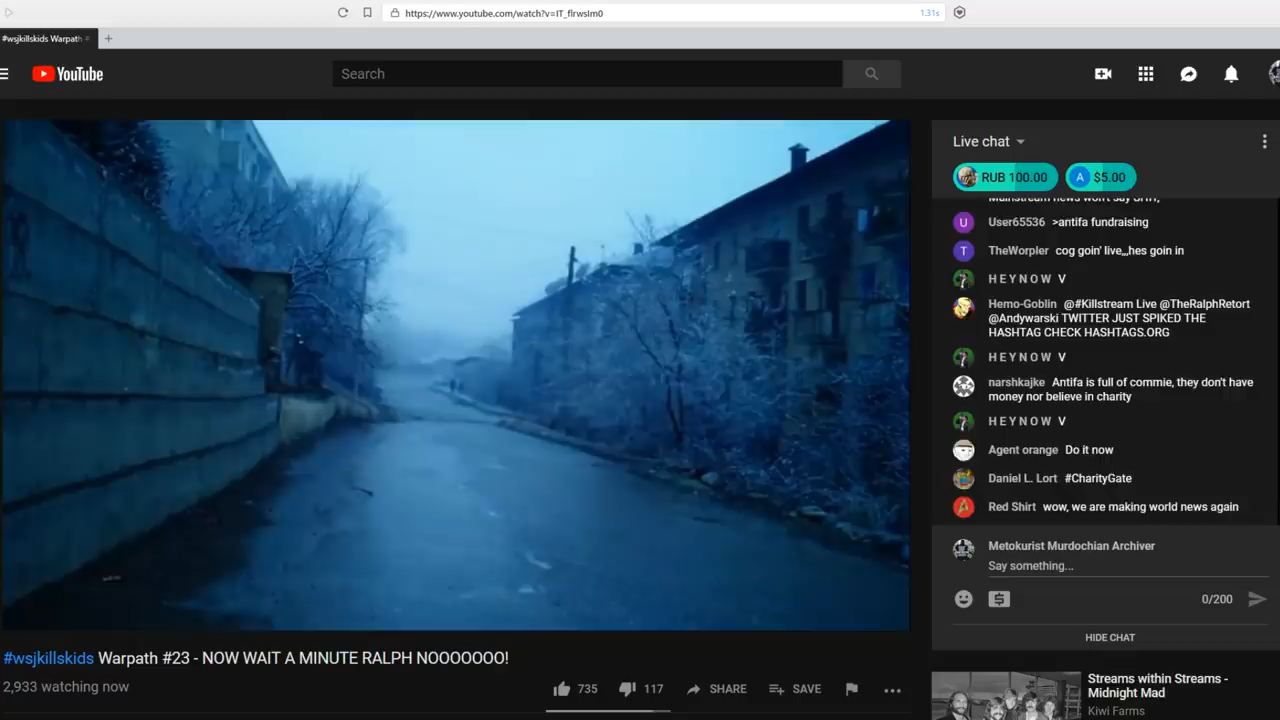 https://www.youtube.com/watch?v=IT_flrwsIm0
1.31s
#wsjkillskids Warpath #
YouTube
Search
Live chat
RUB 100.00
A $5.00
Mainstream news won't say
User65536 >antifa fundraising
TheWorpler cog goin' live,,,hes goin in
H E Y N O W V
Hemo-Goblin @#Killstream Live @TheRalphRetort
@Andywarski TWITTER JUST SPIKED THE
HASHTAG CHECK HASHTAGS.ORG
H E Y N O W V
narshkajke Antifa is full of commie, they don't have
money nor believe in charity
H E Y N O W V
Agent orange Do it now
Daniel L. Lort #CharityGate
Red Shirt wow, we are making world news again
Metokurist Murdochian Archiver
Say something...
0/200
HIDE CHAT
#wsjkillskids Warpath #23 - NOW WAIT A MINUTE RALPH NOOOOOOO!
2,933 watching now
735
117
SHARE
SAVE
Streams within Streams -
Midnight Mad
Kiwi Farms